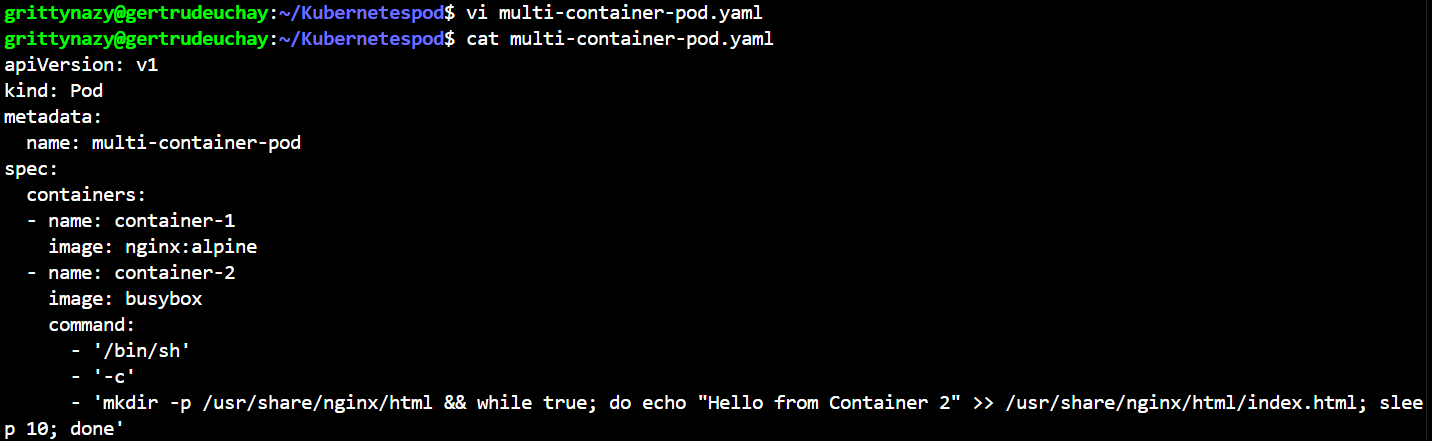 grittynazy@gertrudeuchay:~/Kubernetespod$ vi multi-container-pod.yaml
grittynazy@gertrudeuchay:~/Kubernetespod$ cat multi-container-pod.yaml
apiVersion: v1
kind: Pod
metadata:
  name: multi-container-pod
spec:
  containers:
  - name: container-1
    image: nginx:alpine
  - name: container-2
    image: busybox
    command:
      - '/bin/sh'
      - '-c'
      - 'mkdir -p /usr/share/nginx/html && while true; do echo "Hello from Container 2" >> /usr/share/nginx/html/index.html; slee
p 10; done'